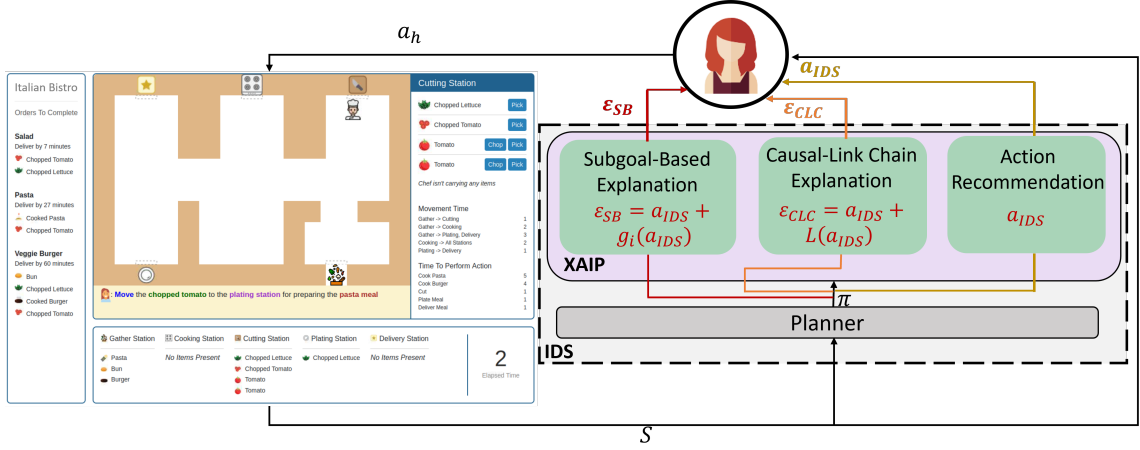 a_h
Italian Bistro
Orders To Complete
Salad
Deliver by 7 minutes
Chopped Tomato
Chopped Lettuce
Pasta
Deliver by 27 minutes
Cooked Pasta
Chopped Tomato
Veggie Burger
Deliver by 60 minutes
Bun
Chopped Lettuce
Cooked Burger
Chopped Tomato
: Move the chopped tomato to the plating station for preparing the pasta meal
Cutting Station
Chopped Lettuce Pick
Chopped Tomato Pick
Tomato Chop Pick
Tomato Chop Pick
Chef isn't carrying any items
Movement Time
Gather -> Cutting 1
Gather -> Cooking 2
Gather -> Plating, Delivery 3
Cooking -> All Stations 2
Plating -> Delivery 1
Time To Perform Action
Cook Pasta 5
Cook Burger 4
Cut 1
Plate Meal 1
Deliver Meal 1
Gather Station
Pasta
Bun
Burger
Cooking Station
No Items Present
Cutting Station
Chopped Lettuce
Chopped Tomato
Tomato
Tomato
Plating Station
Chopped Lettuce
Delivery Station
No Items Present
2
Elapsed Time
a_IDS
ε_SB
ε_CLC
Subgoal-Based
Explanation
ε_SB = a_IDS +
g_i(a_IDS)
Causal-Link Chain
Explanation
ε_CLC = a_IDS +
L(a_IDS)
Action
Recommendation
a_IDS
XAIP
π
Planner
IDS
S